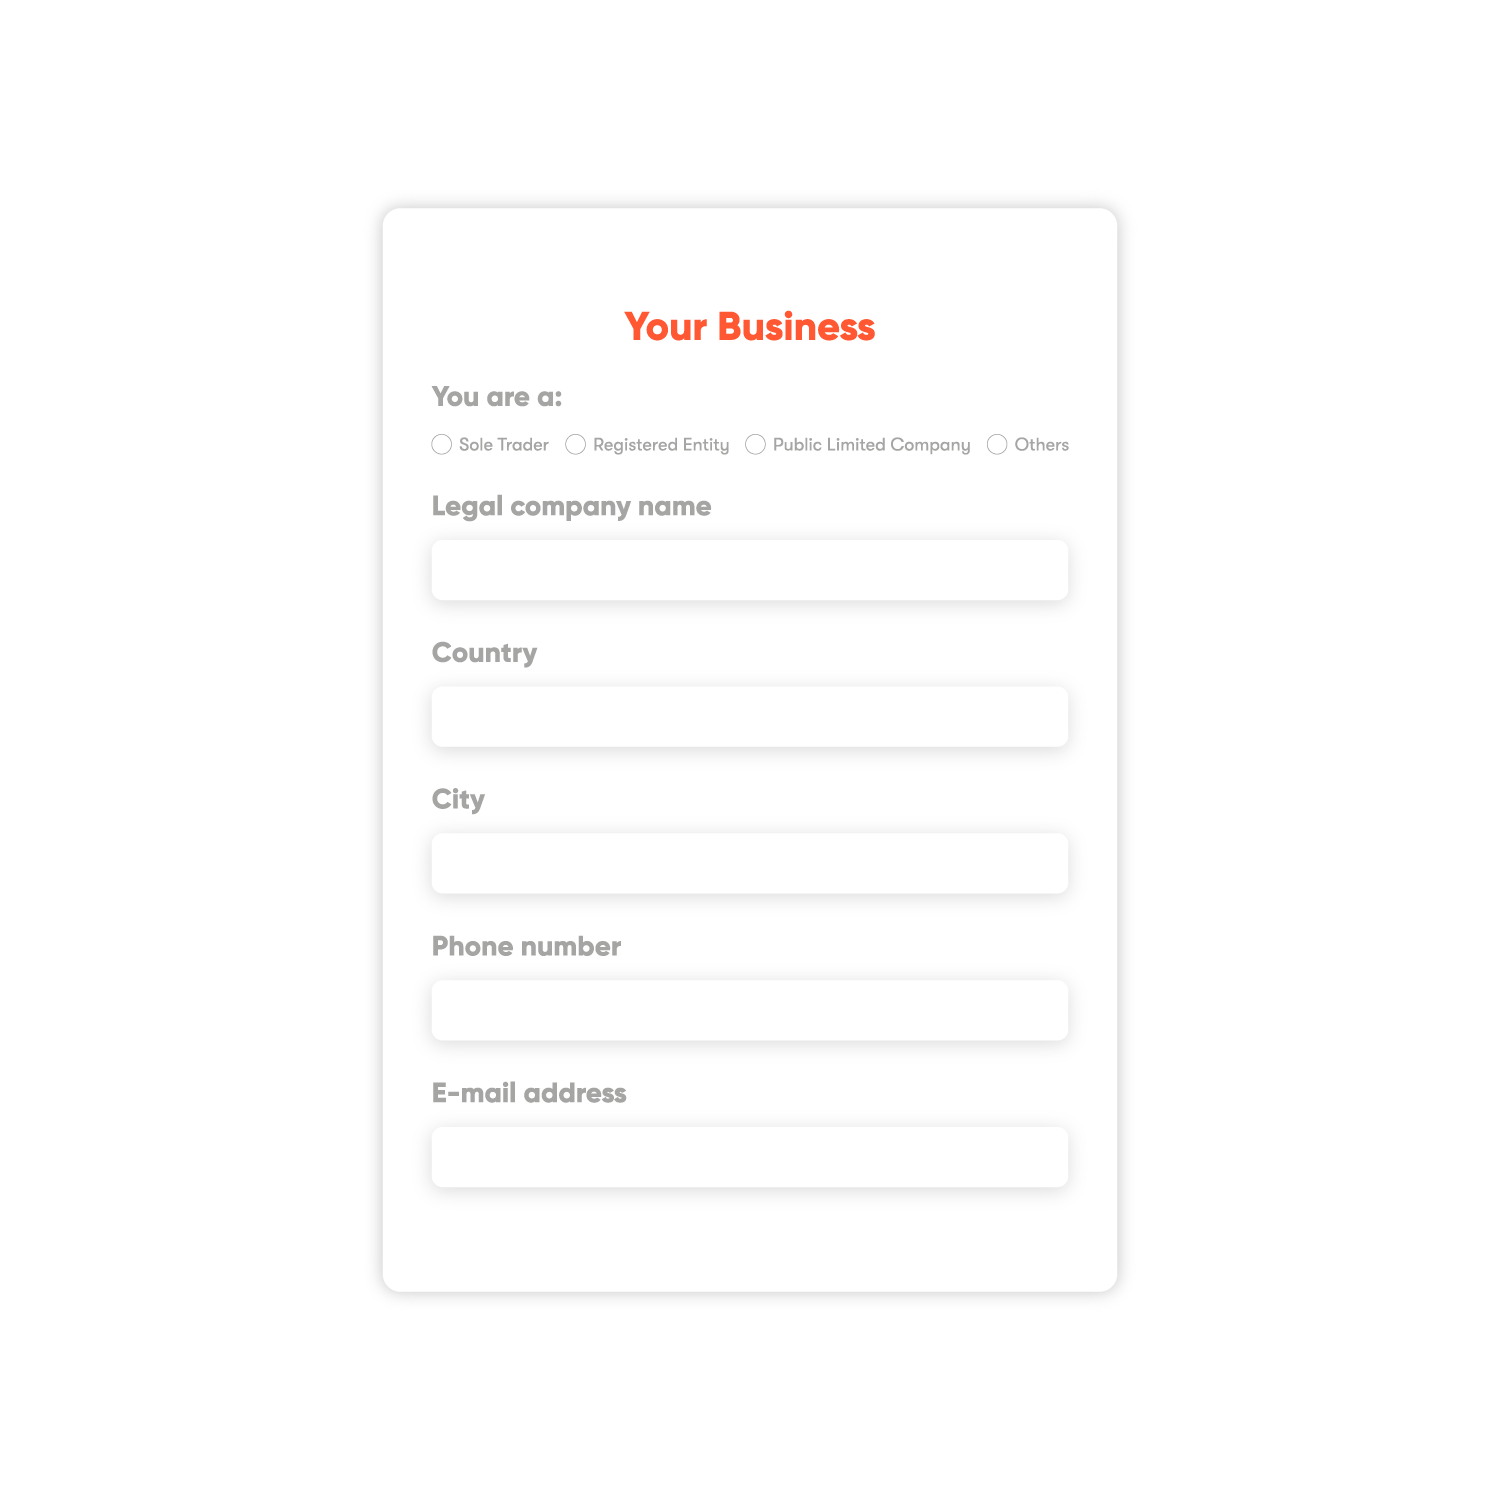 Your Business
You are a:
Sole Trader Registered Entity Public Limited Company Others
Legal company name
Country
City
Phone number
E-mail address